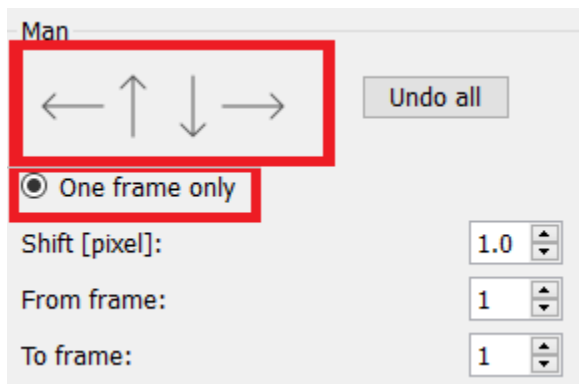 Man
Undo all
One frame only
Shift [pixel]: 1.0
From frame: 1
To frame: 1